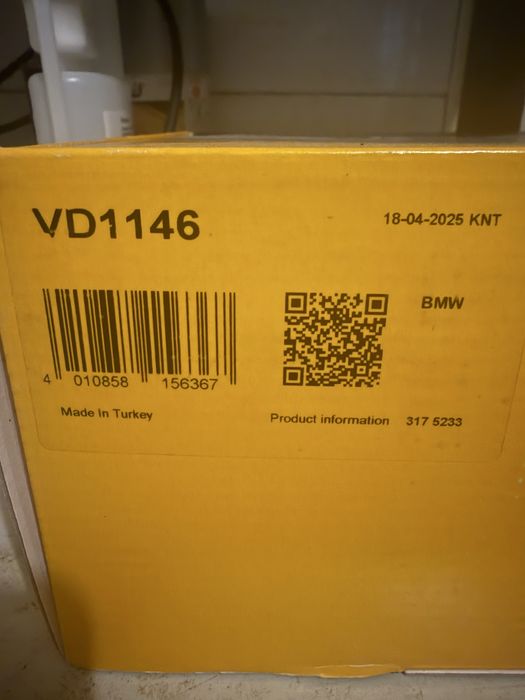 VD1146
18-04-2025 KNT
BMW
4 010858 156367
Made In Turkey
Product information 317 5233